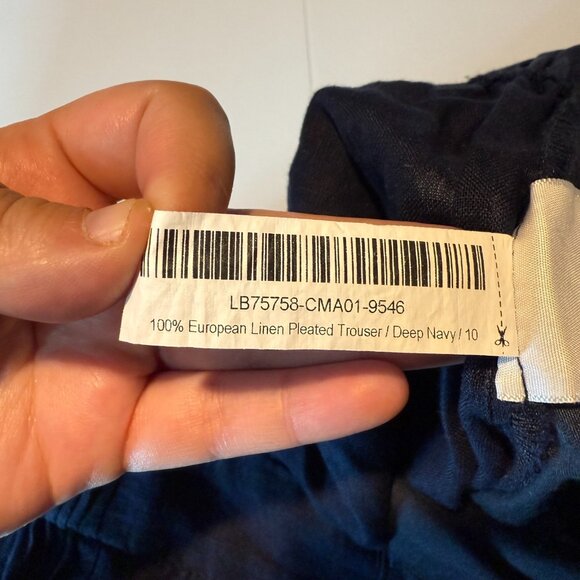 LB75758-CMA01-9546
100% European Linen Pleated Trouser / Deep Navy / 10